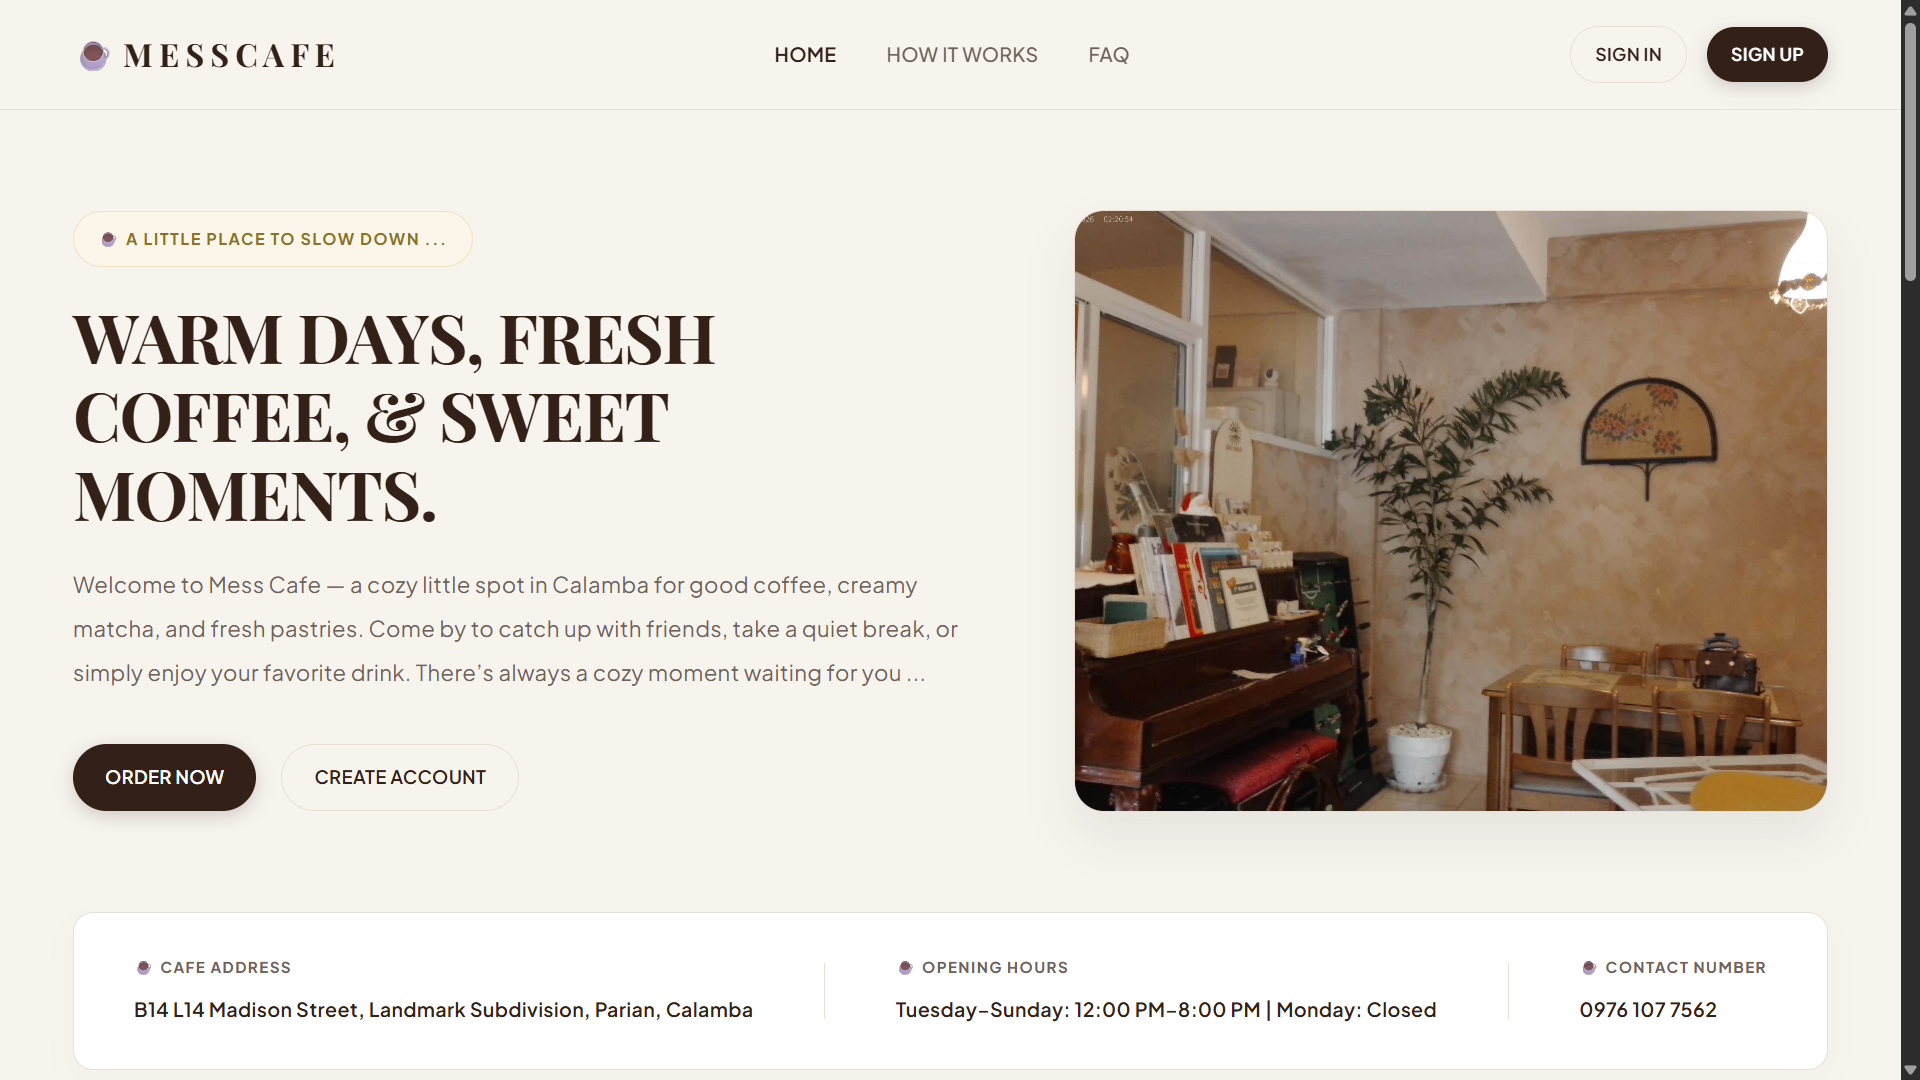 MESSCAFE
HOME
HOW IT WORKS
FAQ
SIGN IN
SIGN UP
A LITTLE PLACE TO SLOW DOWN ...
WARM DAYS, FRESH
COFFEE, & SWEET
MOMENTS.
Welcome to Mess Cafe — a cozy little spot in Calamba for good coffee, creamy
matcha, and fresh pastries. Come by to catch up with friends, take a quiet break, or
simply enjoy your favorite drink. There’s always a cozy moment waiting for you ...
ORDER NOW
CREATE ACCOUNT
02:20:54
CAFE ADDRESS
B14 L14 Madison Street, Landmark Subdivision, Parian, Calamba
OPENING HOURS
Tuesday–Sunday: 12:00 PM–8:00 PM | Monday: Closed
CONTACT NUMBER
0976 107 7562